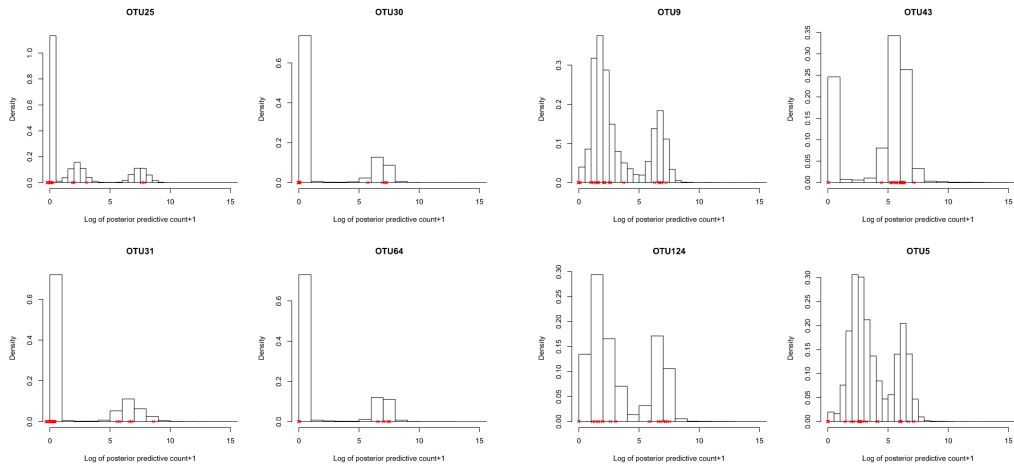 OTU25
OTU30
OTU9
OTU43
Density
0.0 0.2 0.4 0.6 0.8 1.0
0 5 10 15
Log of posterior predictive count+1
Density
0.0 0.2 0.4 0.6
0 5 10 15
Log of posterior predictive count+1
Density
0.0 0.1 0.2 0.3
0 5 10 15
Log of posterior predictive count+1
Density
0.00 0.05 0.10 0.15 0.20 0.25 0.30 0.35
0 5 10 15
Log of posterior predictive count+1
OTU31
OTU64
OTU124
OTU5
Density
0.0 0.2 0.4 0.6
0 5 10 15
Log of posterior predictive count+1
Density
0.0 0.2 0.4 0.6
0 5 10 15
Log of posterior predictive count+1
Density
0.00 0.05 0.10 0.15 0.20 0.25 0.30
0 5 10 15
Log of posterior predictive count+1
Density
0.00 0.05 0.10 0.15 0.20 0.25 0.30
0 5 10 15
Log of posterior predictive count+1